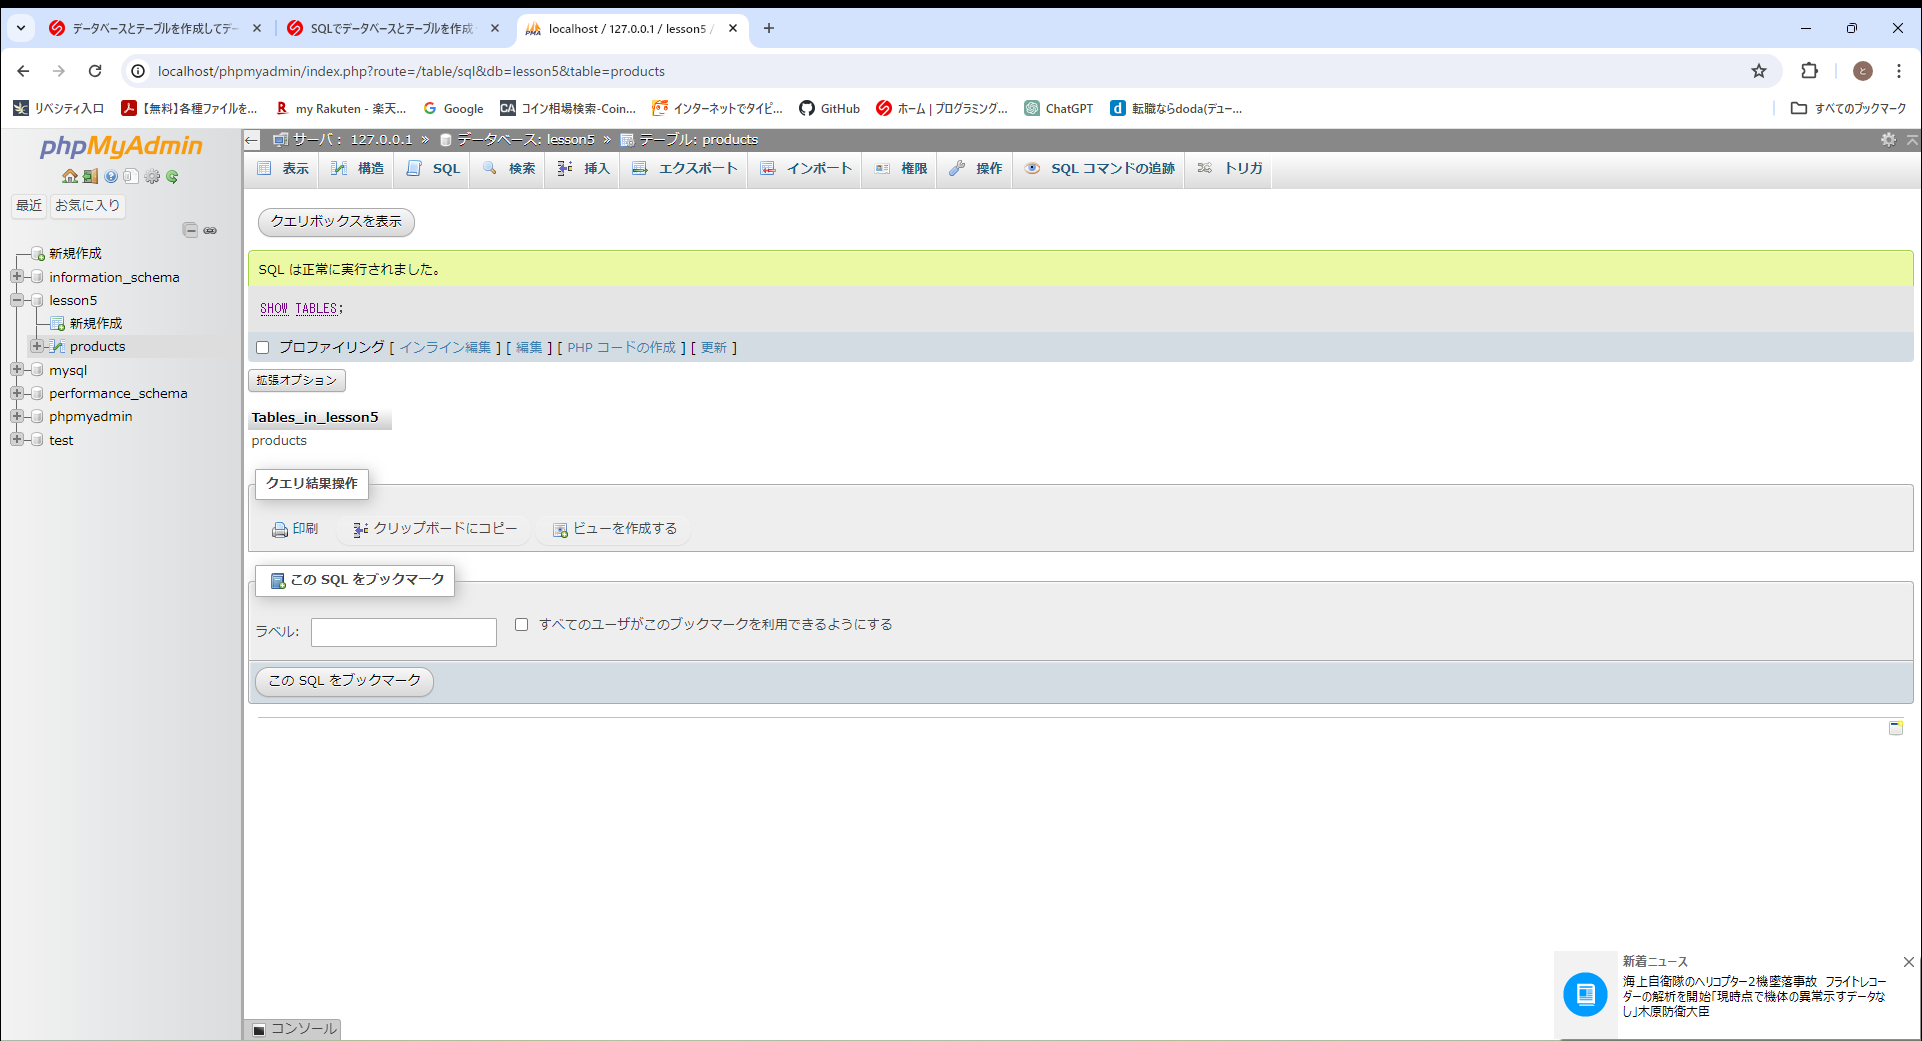 データベースとテーブルを作成してデー
SQLでデータベースとテーブルを作成
localhost / 127.0.0.1 / lesson5 /
localhost/phpmyadmin/index.php?route=/table/sql&db=lesson5&table=products
リベシティ入口
【無料】各種ファイルを...
my Rakuten - 楽天...
Google
コイン相場検索-Coin...
インターネットでタイピ...
GitHub
ホーム | プログラミング...
ChatGPT
転職ならdoda(デュー...
すべてのブックマーク
phpMyAdmin
最近
お気に入り
新規作成
information_schema
lesson5
新規作成
products
mysql
performance_schema
phpmyadmin
test
サーバ: 127.0.0.1 » データベース: lesson5 » テーブル: products
表示
構造
SQL
検索
挿入
エクスポート
インポート
権限
操作
SQL コマンドの追跡
トリガ
クエリボックスを表示
SQL は正常に実行されました。
SHOW TABLES;
プロファイリング [ インライン編集 ] [ 編集 ] [ PHP コードの作成 ] [ 更新 ]
拡張オプション
Tables_in_lesson5
products
クエリ結果操作
印刷
クリップボードにコピー
ビューを作成する
この SQL をブックマーク
ラベル:
すべてのユーザがこのブックマークを利用できるようにする
この SQL をブックマーク
コンソール
新着ニュース
海上自衛隊のヘリコプター2機墜落事故　フライトレコ
ーダーの解析を開始「現時点で機体の異常示すデータな
し」木原防衛大臣